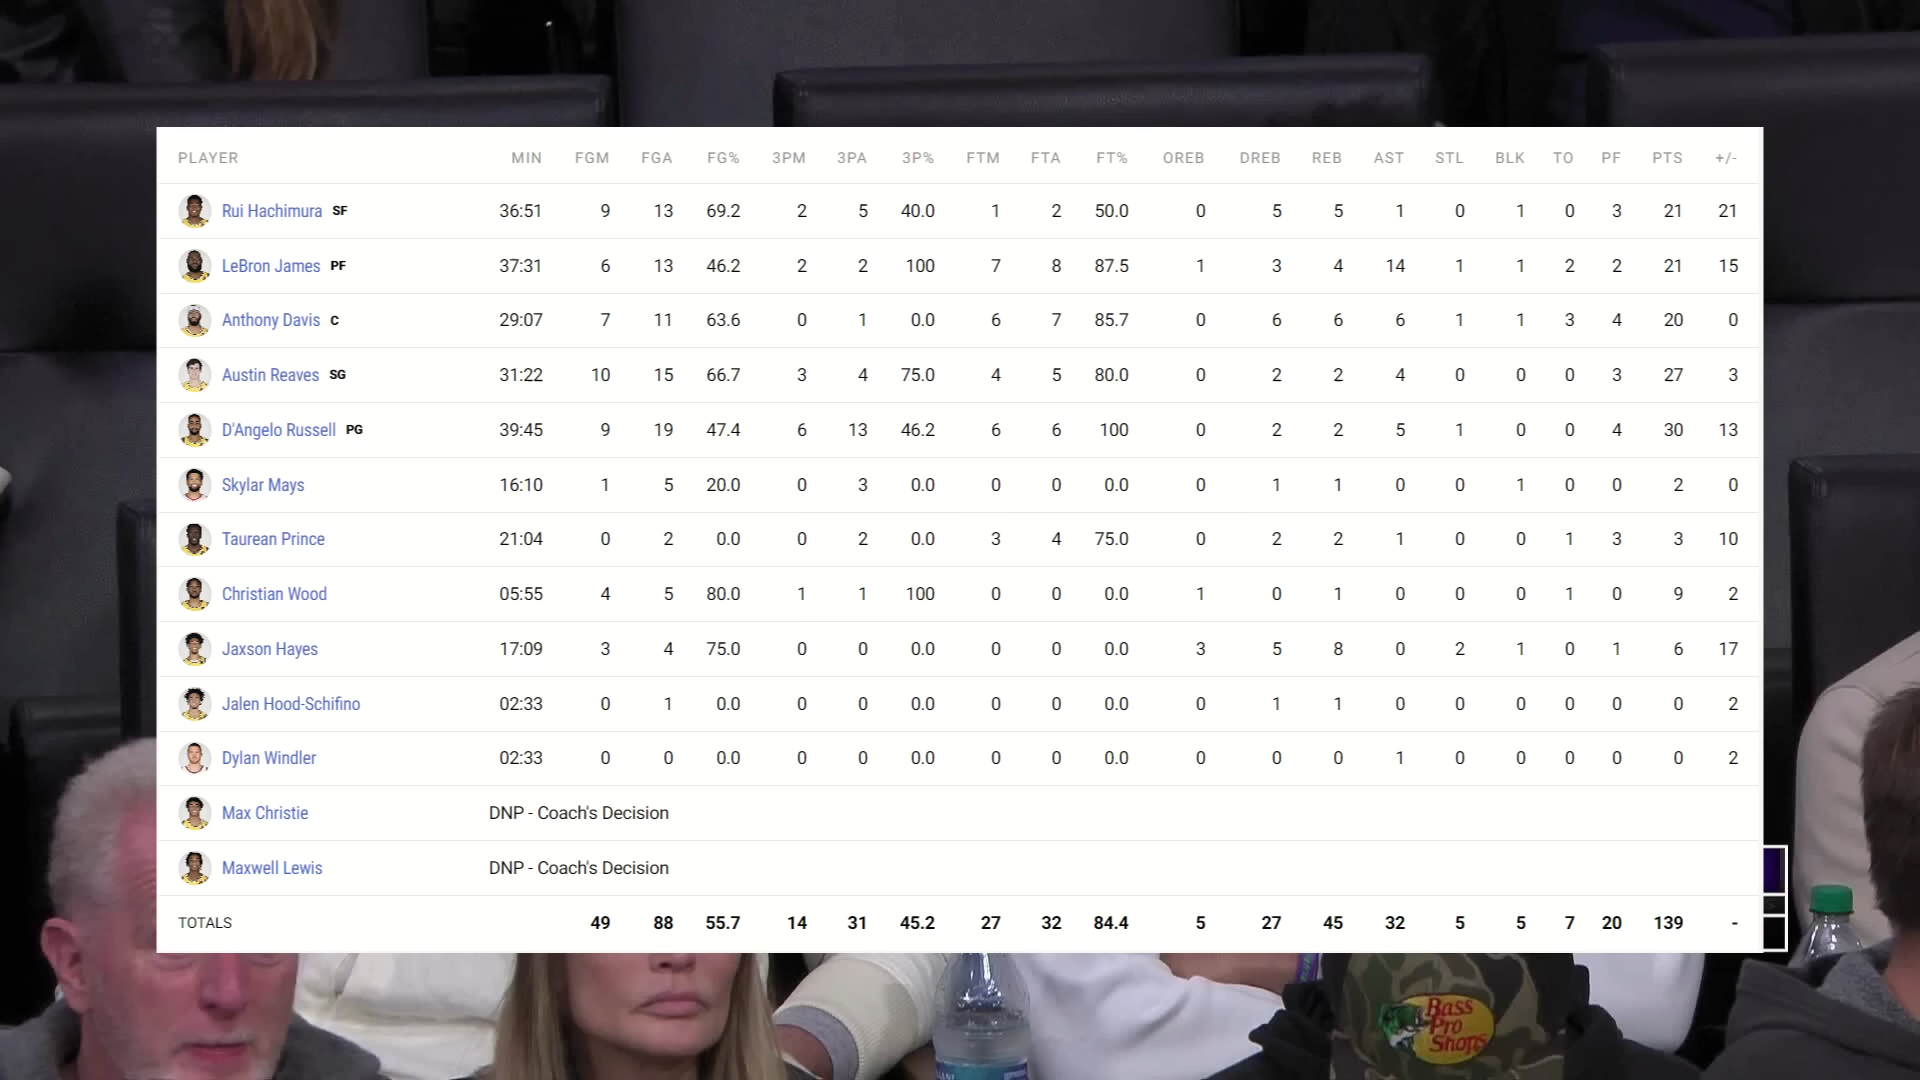 PLAYER MIN FGM FGA FG% 3PM 3PA 3P% FTM FTA FT% OREB DREB REB AST STL BLK TO PF PTS +/-
Rui Hachimura SF 36:51 9 13 69.2 2 5 40.0 1 2 50.0 0 5 5 1 0 1 0 3 21 21
LeBron James PF 37:31 6 13 46.2 2 2 100 7 8 87.5 1 3 4 14 1 1 2 2 21 15
Anthony Davis C 29:07 7 11 63.6 0 1 0.0 6 7 85.7 0 6 6 6 1 1 3 4 20 0
Austin Reaves SG 31:22 10 15 66.7 3 4 75.0 4 5 80.0 0 2 2 4 0 0 0 3 27 3
D'Angelo Russell PG 39:45 9 19 47.4 6 13 46.2 6 6 100 0 2 2 5 1 0 0 4 30 13
Skylar Mays 16:10 1 5 20.0 0 3 0.0 0 0 0.0 0 1 1 0 0 1 0 0 2 0
Taurean Prince 21:04 0 2 0.0 0 2 0.0 3 4 75.0 0 2 2 1 0 0 1 3 3 10
Christian Wood 05:55 4 5 80.0 1 1 100 0 0 0.0 1 0 1 0 0 0 1 0 9 2
Jaxson Hayes 17:09 3 4 75.0 0 0 0.0 0 0 0.0 3 5 8 0 2 1 0 1 6 17
Jalen Hood-Schifino 02:33 0 1 0.0 0 0 0.0 0 0 0.0 0 1 1 0 0 0 0 0 0 2
Dylan Windler 02:33 0 0 0.0 0 0 0.0 0 0 0.0 0 0 0 1 0 0 0 0 0 2
Max Christie DNP - Coach's Decision
Maxwell Lewis DNP - Coach's Decision
TOTALS 49 88 55.7 14 31 45.2 27 32 84.4 5 27 45 32 5 5 7 20 139 -
Bass
Pro
Shops